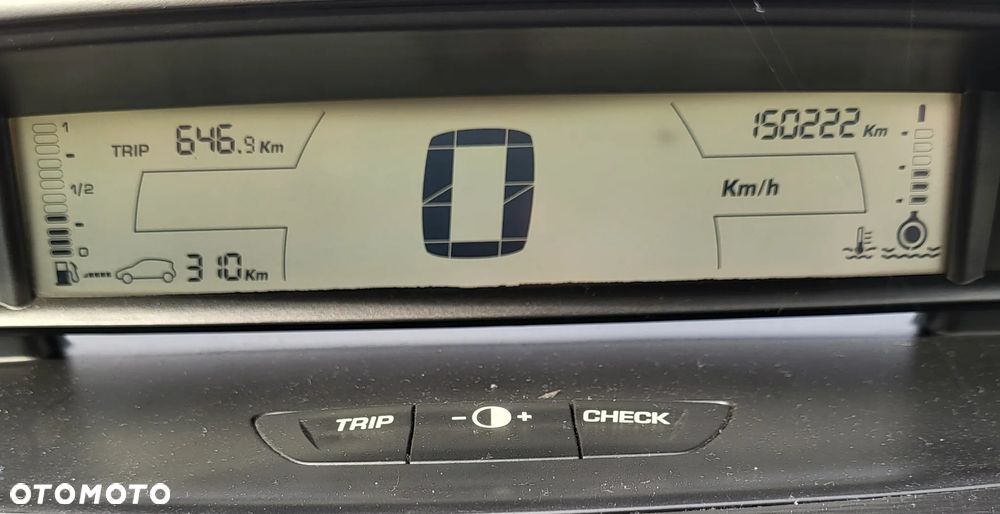 1
TRIP 646.9 Km
150222 Km
1/2
Km/h
0
310 Km
0
TRIP - + CHECK
OTOMOTO